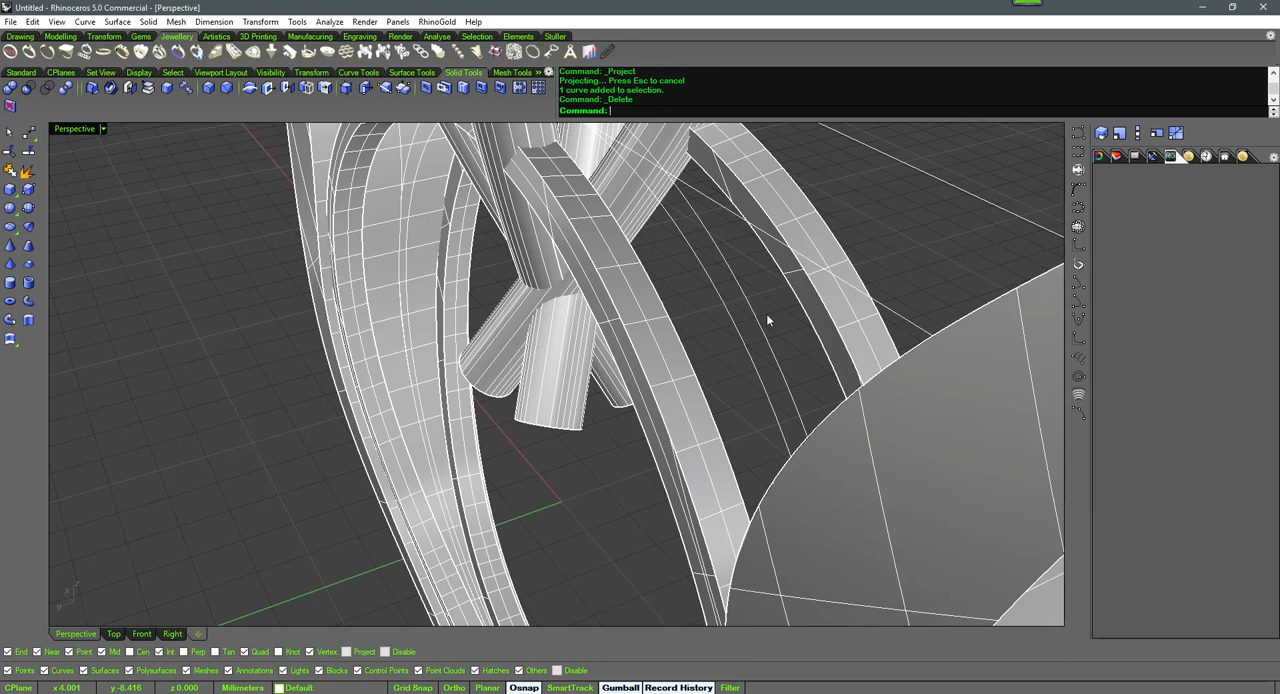 Untitled - Rhinoceros 5.0 Commercial - [Perspective]
File Edit View Curve Surface Solid Mesh Dimension Transform Tools Analyze Render Panels RhinoGold Help
Drawing Modelling Transform Gems Jewellery Artistics 3D Printing Manufacuring Engraving Render Analyse Selection Elements Stuller
Standard CPlanes Set View Display Select Viewport Layout Visibility Transform Curve Tools Surface Tools Solid Tools Mesh Tools »
Command: _Project
Projecting... Press Esc to cancel
1 curve added to selection.
Command: _Delete
Command:
Perspective
Perspective Top Front Right
End Near Point Mid Cen Int Perp Tan Quad Knot Vertex Project Disable
Points Curves Surfaces Polysurfaces Meshes Annotations Lights Blocks Control Points Point Clouds Hatches Others Disable
CPlane x 4.001 y -8.416 z 0.000 Millimeters Default Grid Snap Ortho Planar Osnap SmartTrack Gumball Record History Filter